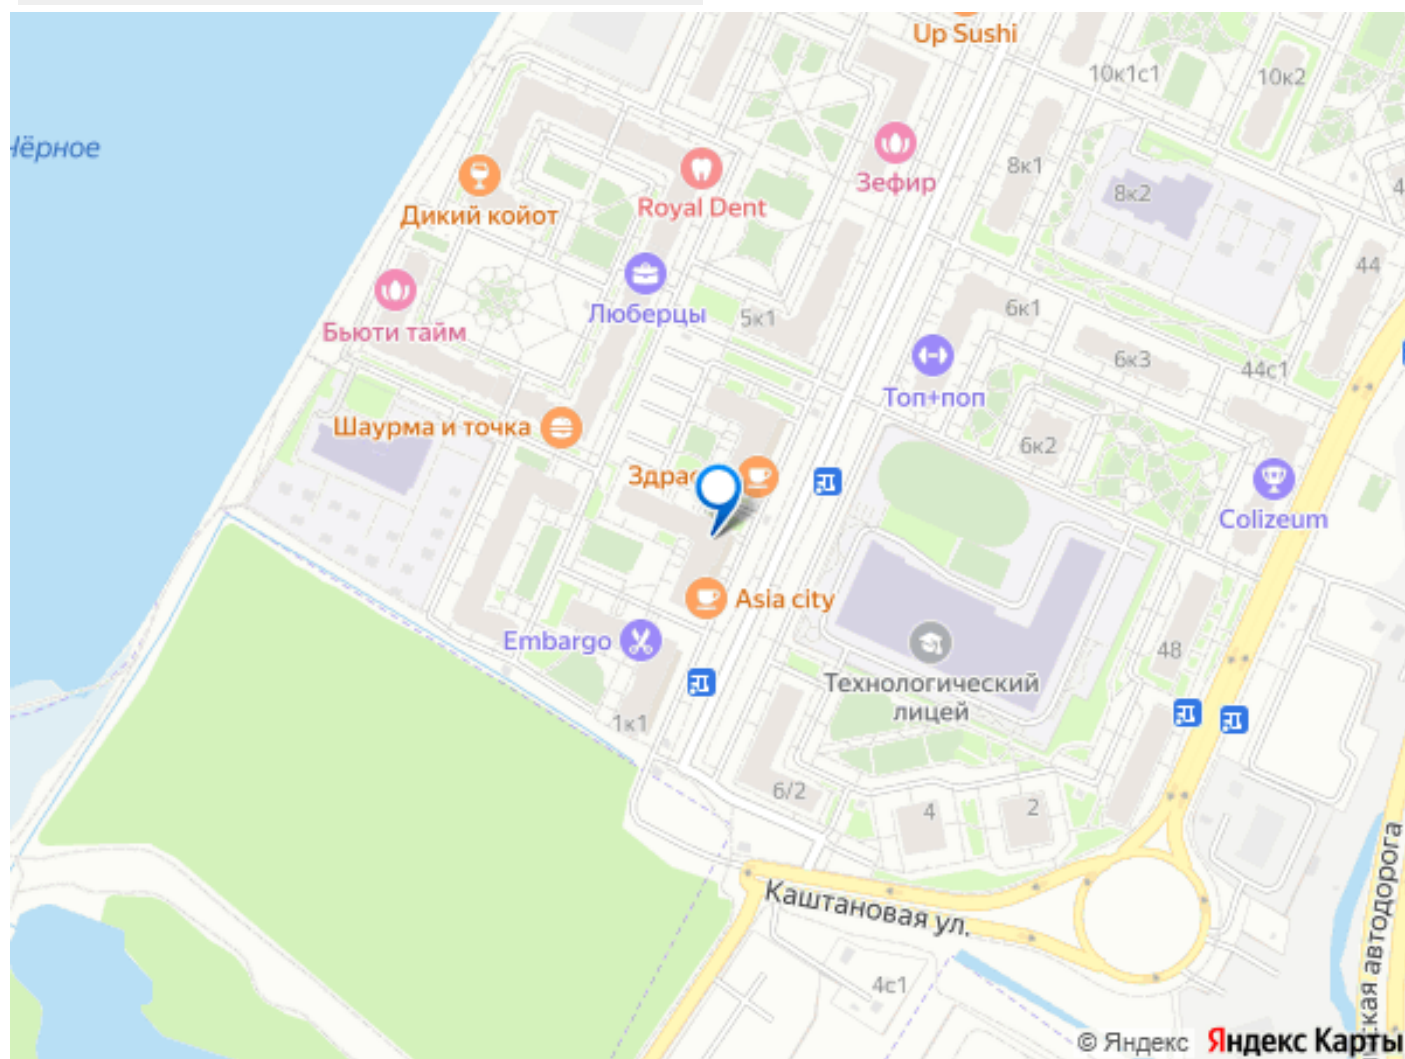 Up Sushi
10к1с1
10к2
Чёрное
8к1
Зефир
8к2
Royal Dent
Дикий койот
44
Люберцы
5к1
6к1
Бьюти тайм
6к3
44с1
Топ+поп
Шаурма и точка
6к2
Colizeum
Asia city
Embargo
48
Технологический
лицей
1к1
6/2
4
2
Каштановая ул.
4с1
автодорога
© Яндекс Яндекс Карты